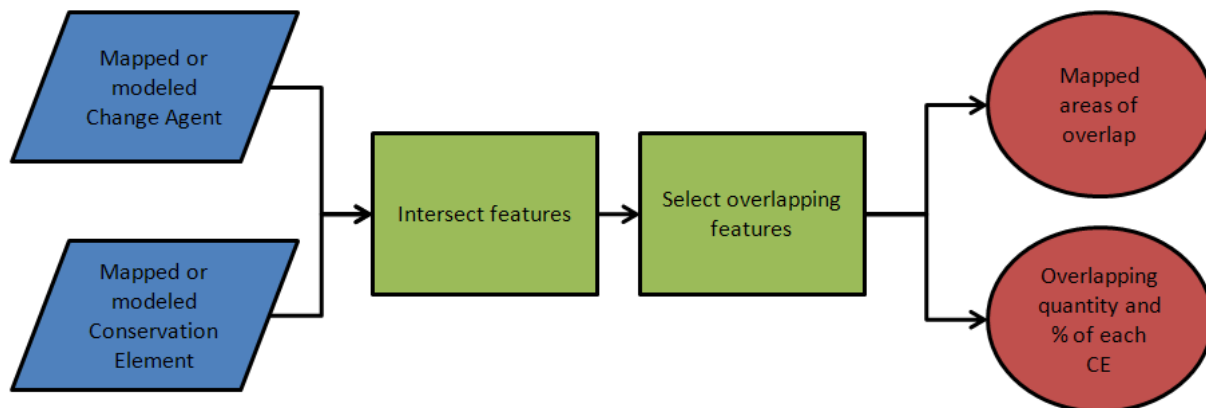 Mapped or
modeled
Change Agent
Mapped or
modeled
Conservation
Element
Intersect features
Select overlapping
features
Mapped
areas of
overlap
Overlapping
quantity and
% of each
CE